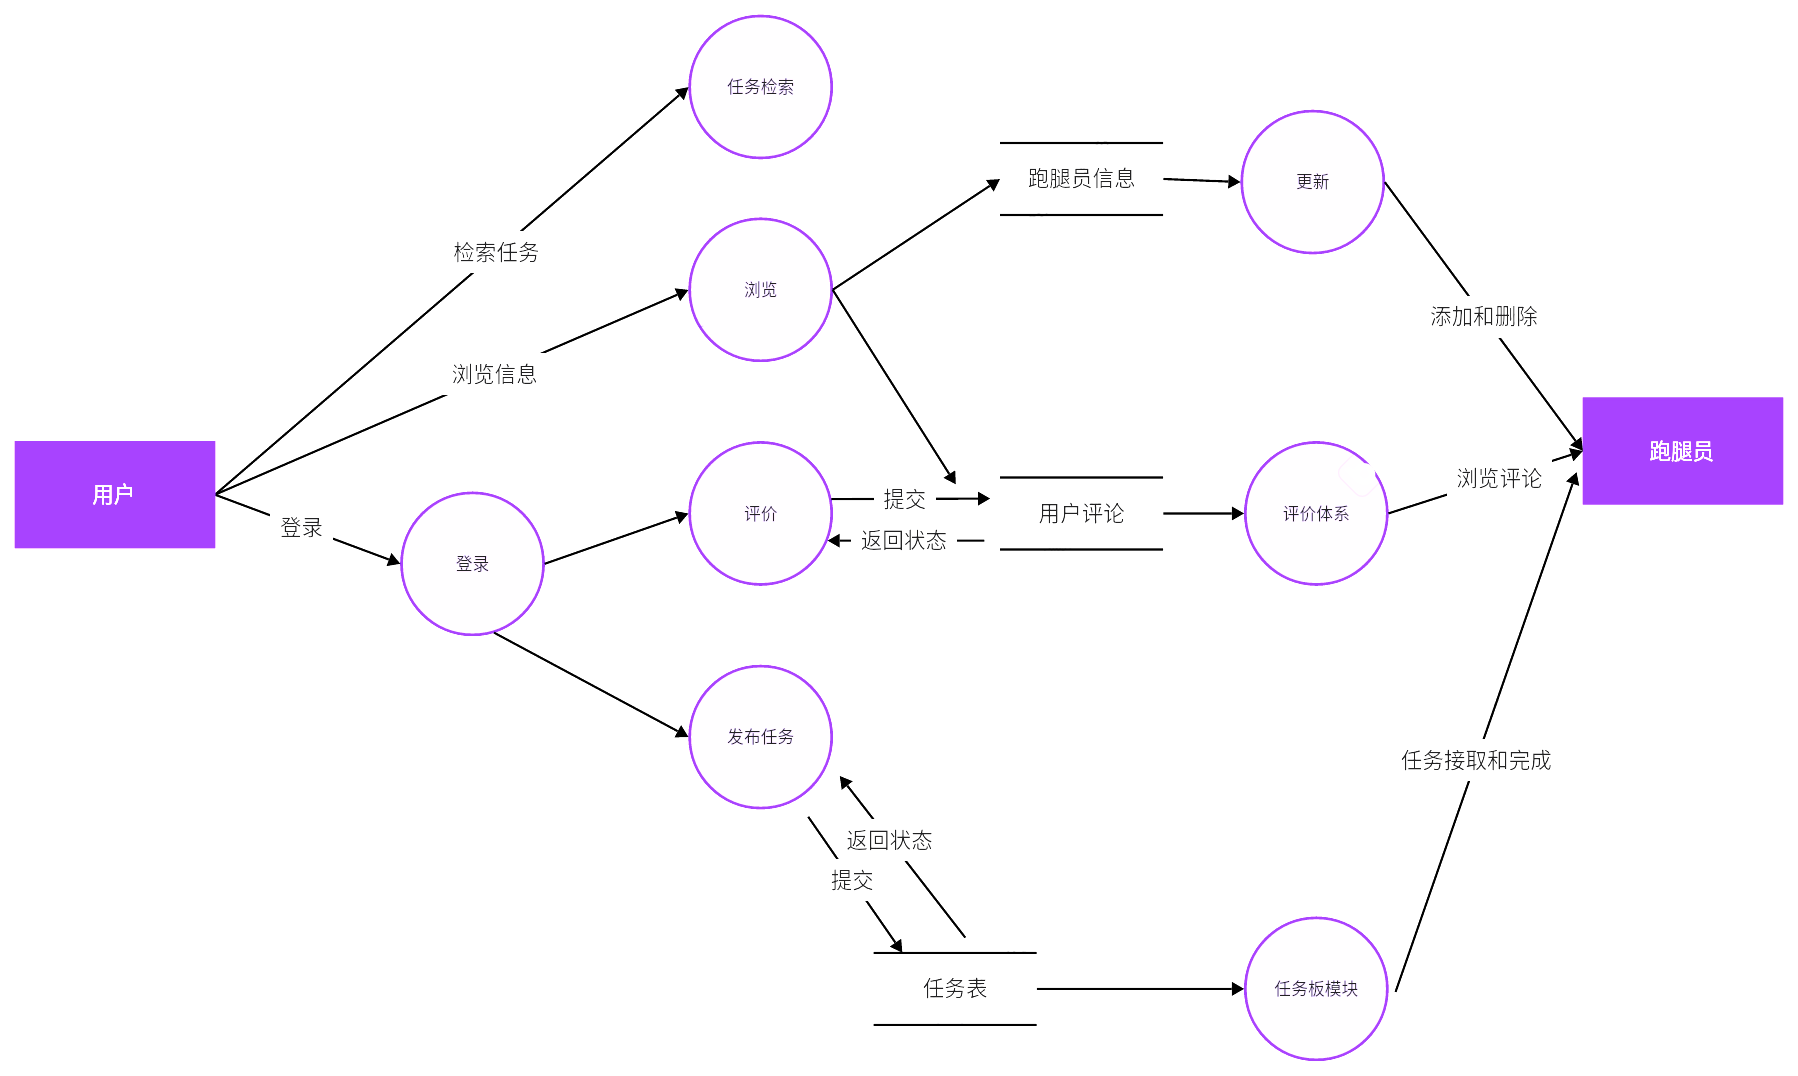 任务检索
跑腿员信息
更新
检索任务
浏览
添加和删除
浏览信息
跑腿员
用户
登录
评价
提交
用户评论
评价体系
浏览评论
返回状态
登录
发布任务
任务接取和完成
返回状态
提交
任务表
任务板模块